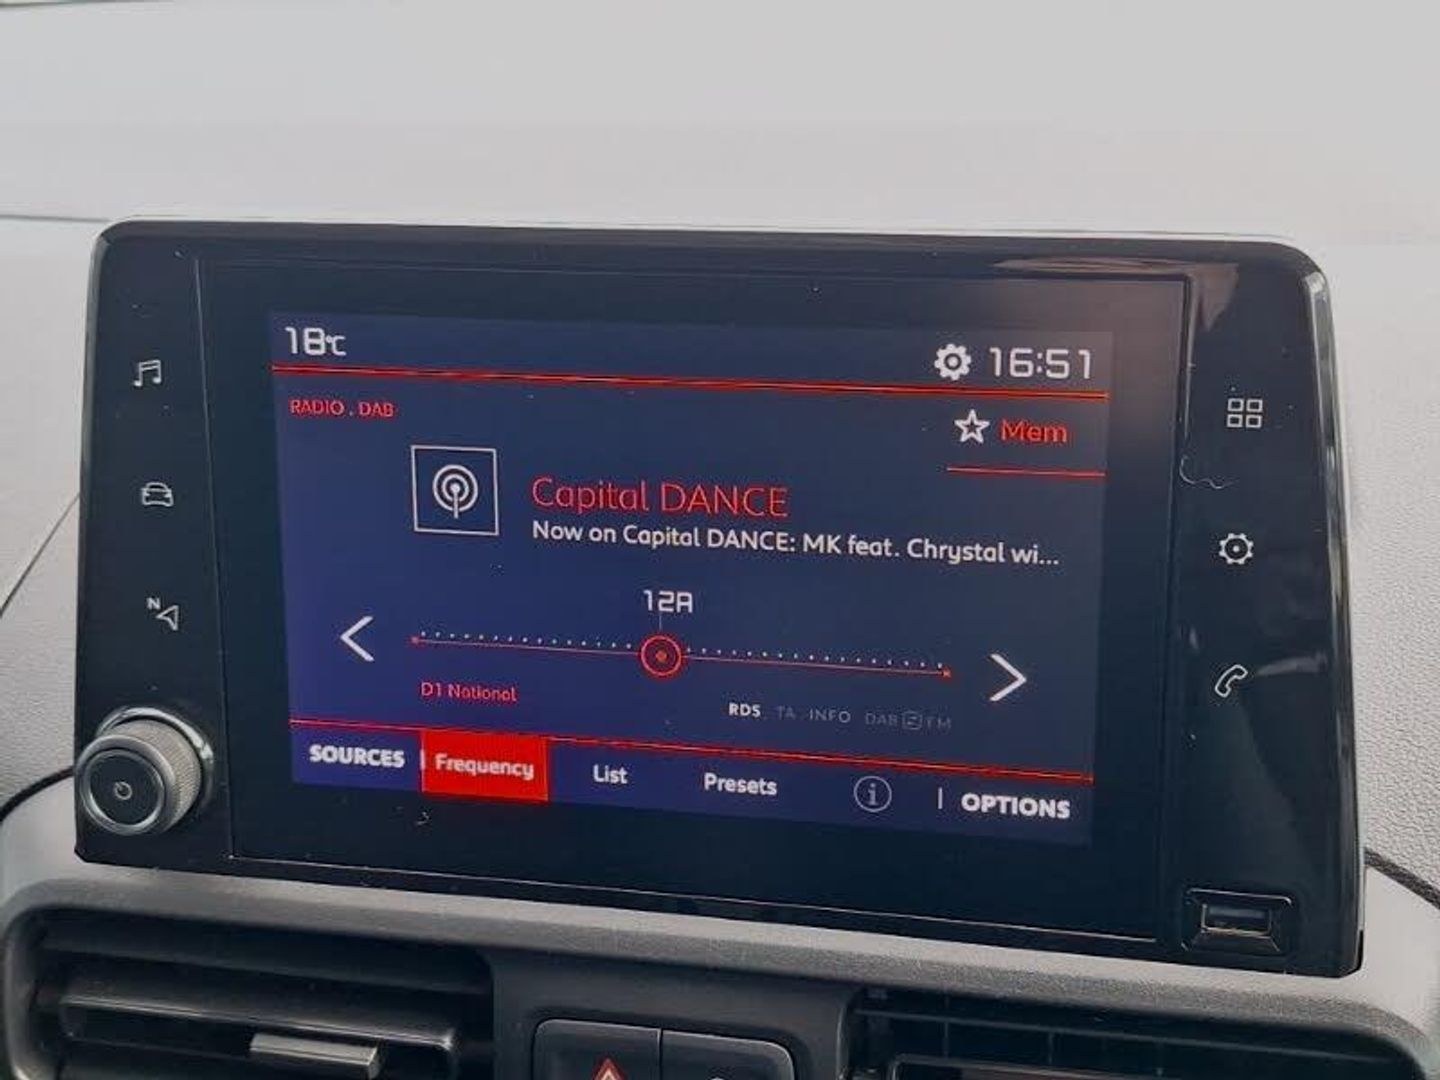 18°C
16:51
RADIO . DAB
Mem
Capital DANCE
Now on Capital DANCE: MK feat. Chrystal wi...
12A
N
D1 National
RDS TA INFO DAB FM
SOURCES Frequency List Presets i OPTIONS